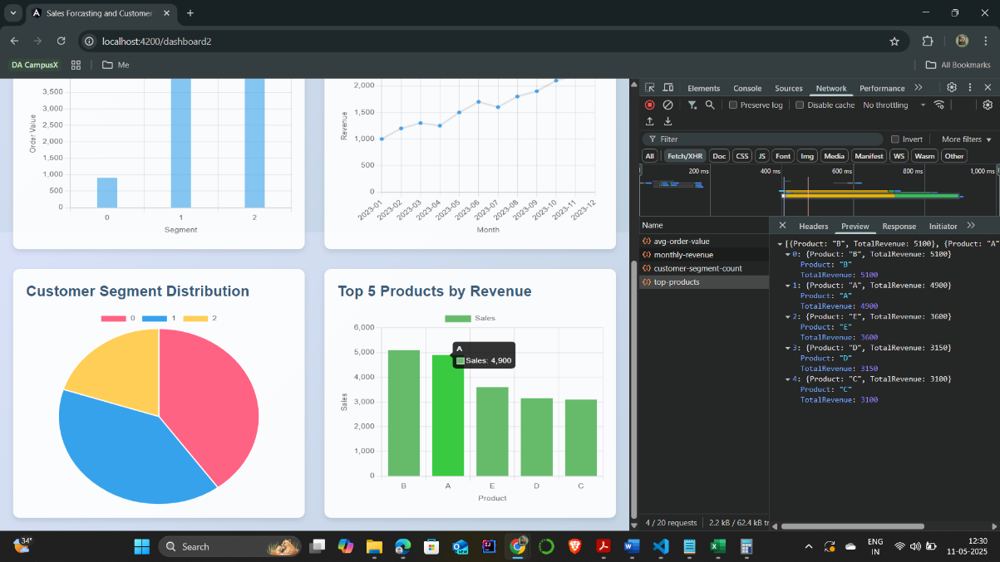 Sales Forcasting and Customer
localhost:4200/dashboard2
DA CampusX
Me
All Bookmarks
3,500
3,000
2,500
2,000
1,500
1,000
500
0
Order Value
0 1 2
Segment
2,000
1,500
1,000
500
0
Revenue
2023-01 2023-02 2023-03 2023-04 2023-05 2023-06 2023-07 2023-08 2023-09 2023-10 2023-11 2023-12
Month
Customer Segment Distribution
0 1 2
Top 5 Products by Revenue
Sales
6,000
5,000
4,000
3,000
2,000
1,000
0
Sales
A
Sales: 4,900
B A E D C
Product
Elements Console Sources Network Performance
Preserve log Disable cache No throttling
Filter Invert More filters
All Fetch/XHR Doc CSS JS Font Img Media Manifest WS Wasm Other
200 ms 400 ms 600 ms 800 ms 1,000 ms
Name
avg-order-value
monthly-revenue
customer-segment-count
top-products
4 / 20 requests 2.2 kB / 62.4 kB tr
Headers Preview Response Initiator
[{Product: "B", TotalRevenue: 5100}, {Product: "A"
0: {Product: "B", TotalRevenue: 5100}
Product: "B"
TotalRevenue: 5100
1: {Product: "A", TotalRevenue: 4900}
Product: "A"
TotalRevenue: 4900
2: {Product: "E", TotalRevenue: 3600}
Product: "E"
TotalRevenue: 3600
3: {Product: "D", TotalRevenue: 3150}
Product: "D"
TotalRevenue: 3150
4: {Product: "C", TotalRevenue: 3100}
Product: "C"
TotalRevenue: 3100
34°
Search
ENG
IN
12:30
11-05-2025